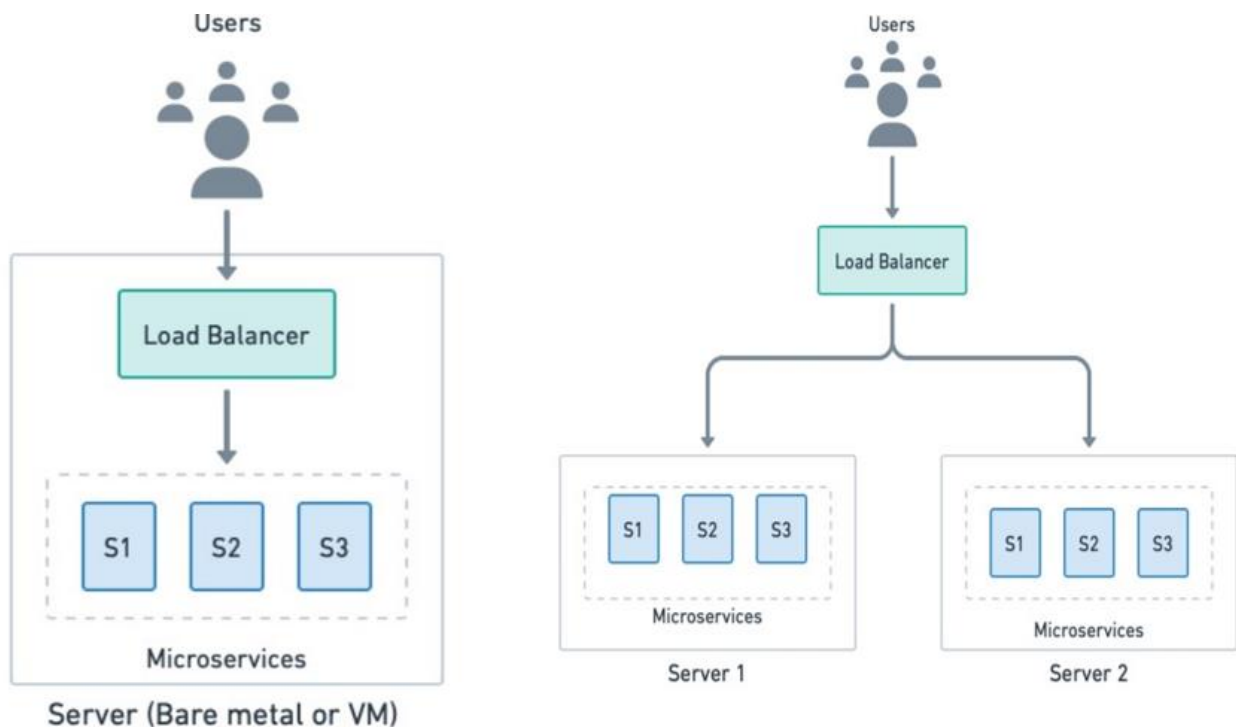 Users
Load Balancer
S1 S2 S3
Microservices
Server (Bare metal or VM)
Users
Load Balancer
S1 S2 S3
Microservices
Server 1
S1 S2 S3
Microservices
Server 2